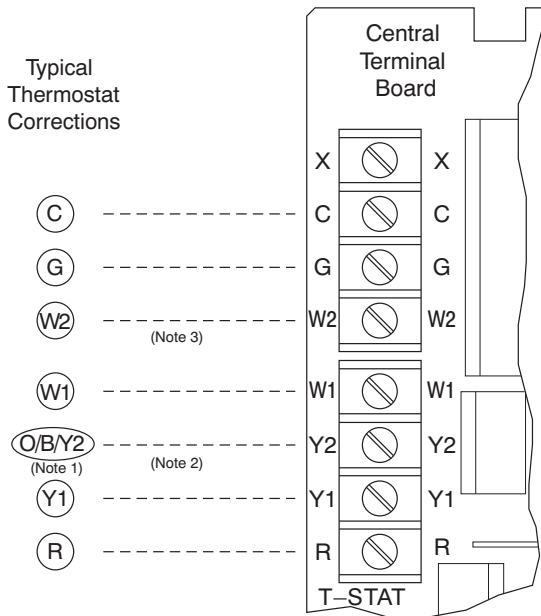 Typical
Thermostat
Corrections
Central
Terminal
Board
X X
C C C
G G G
W2 (Note 3) W2 W2
W1 W1 W1
O/B/Y2 (Note 2) Y2 Y2
(Note 1)
Y1 Y1 Y1
R R R
T–STAT